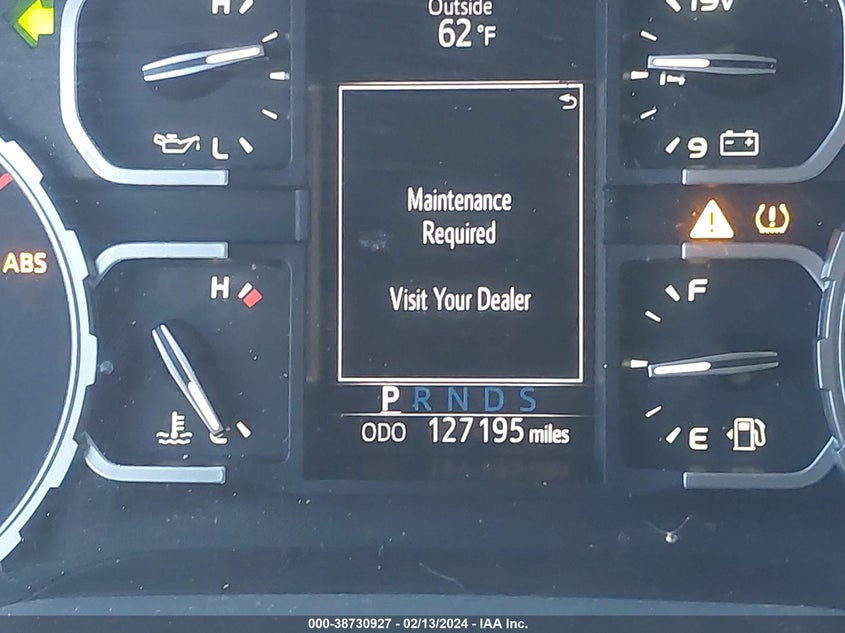 H
Outside
62 °F
19V
14
L
9
Maintenance
Required
ABS
H
F
Visit Your Dealer
P R N D S
C
E
ODO 127195 miles
000-38730927 - 02/13/2024 - IAA Inc.